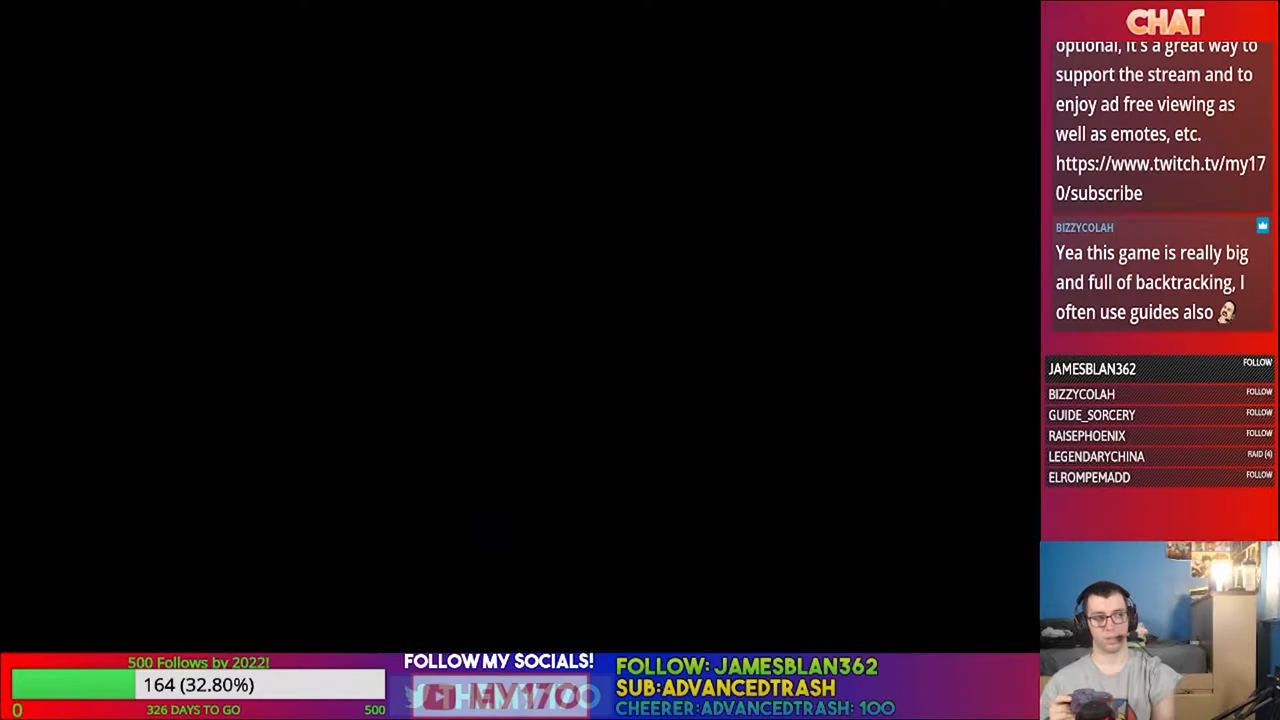 CHAT
optional, it's a great way to
support the stream and to
enjoy ad free viewing as
well as emotes, etc.
https://www.twitch.tv/my17
0/subscribe
BIZZYCOLAH
Yea this game is really big
and full of backtracking, I
often use guides also
JAMESBLAN362 FOLLOW
BIZZYCOLAH FOLLOW
GUIDE_SORCERY FOLLOW
RAISEPHOENIX FOLLOW
LEGENDARYCHINA RAID (4)
ELROMPEMADD FOLLOW
500 Follows by 2022!
164 (32.80%)
0 326 DAYS TO GO 500
FOLLOW MY SOCIALS!
MY170
FOLLOW: JAMESBLAN362
SUB:ADVANCEDTRASH
CHEERER:ADVANCEDTRASH: 100